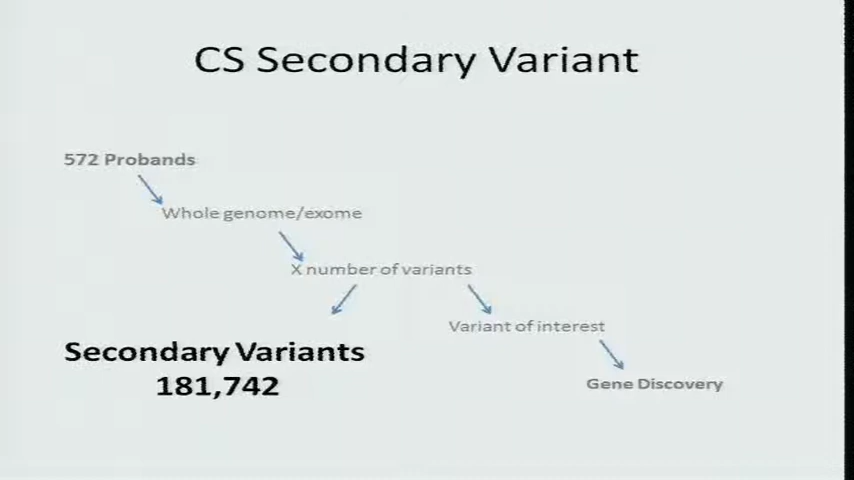 CS Secondary Variant
572 Probands
Whole genome/exome
X number of variants
Variant of interest
Secondary Variants
181,742
Gene Discovery